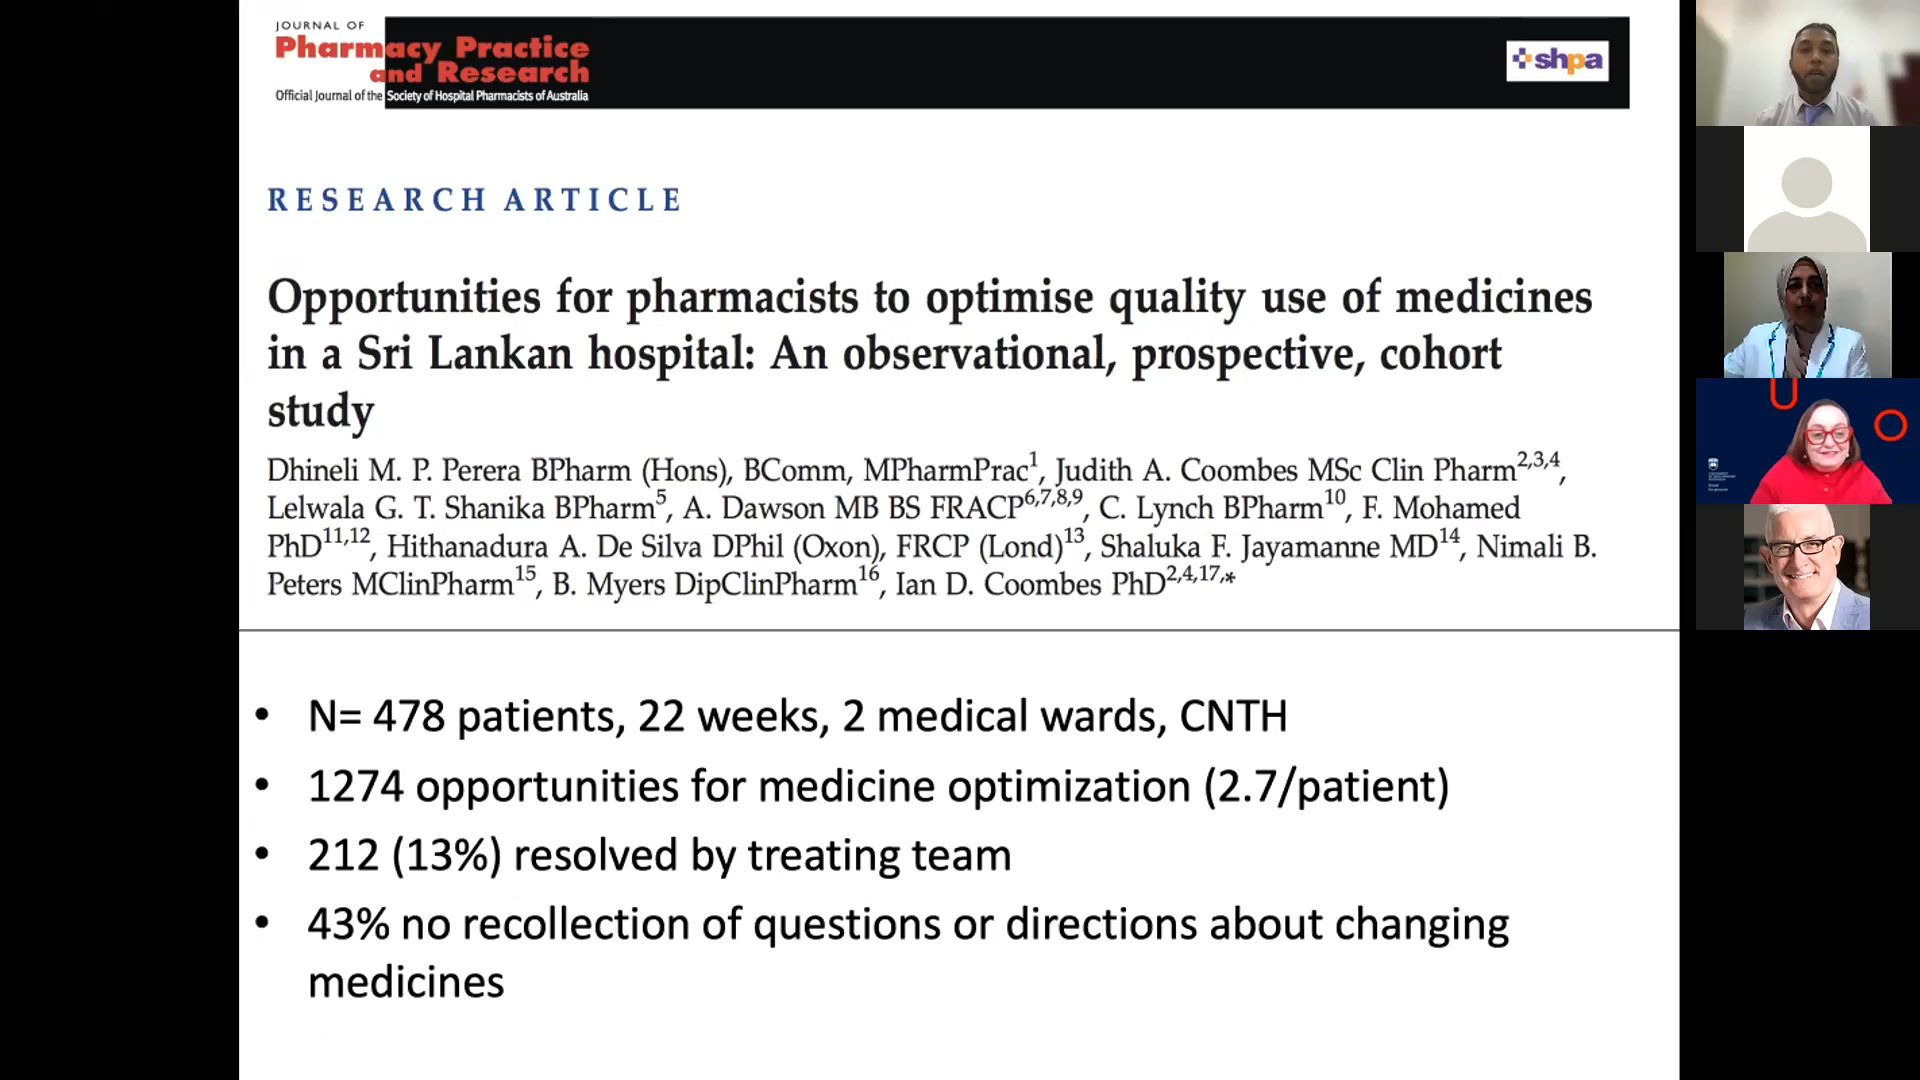 JOURNAL OF
Pharmacy Practice
and Research
Official Journal of the Society of Hospital Pharmacists of Australia
shpa
RESEARCH ARTICLE
Opportunities for pharmacists to optimise quality use of medicines
in a Sri Lankan hospital: An observational, prospective, cohort
study
Dhineli M. P. Perera BPharm (Hons), BComm, MPharmPrac1, Judith A. Coombes MSc Clin Pharm2,3,4,
Lelwala G. T. Shanika BPharm5, A. Dawson MB BS FRACP6,7,8,9, C. Lynch BPharm10, F. Mohamed
PhD11,12, Hithanadura A. De Silva DPhil (Oxon), FRCP (Lond)13, Shaluka F. Jayamanne MD14, Nimali B.
Peters MClinPharm15, B. Myers DipClinPharm16, Ian D. Coombes PhD2,4,17,*
• N= 478 patients, 22 weeks, 2 medical wards, CNTH
• 1274 opportunities for medicine optimization (2.7/patient)
• 212 (13%) resolved by treating team
• 43% no recollection of questions or directions about changing
medicines